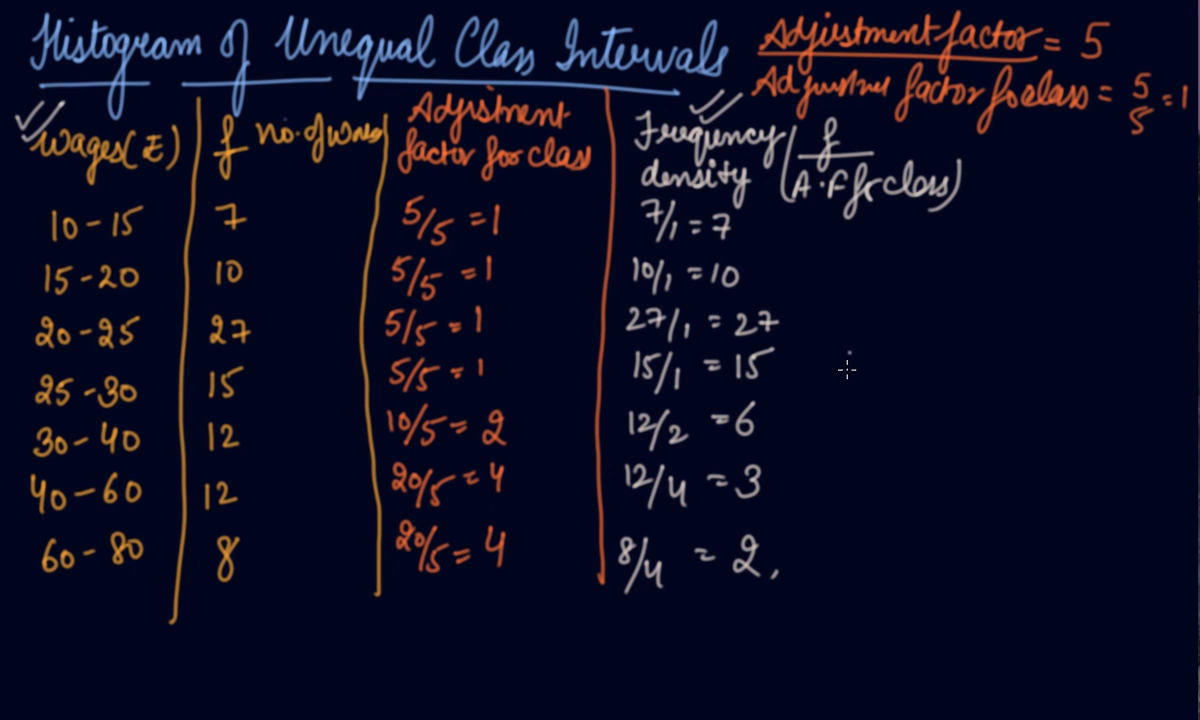 Histogram of Unequal Class Intervals
Adjustment factor = 5
Adjustment factor for class = 5/5 = 1
Wages(₹) f no. of Adjustment factor for class Frequency density (f / A.F for class)
10-15 7 5/5 = 1 7/1 = 7
15-20 10 5/5 = 1 10/1 = 10
20-25 27 5/5 = 1 27/1 = 27
25-30 15 5/5 = 1 15/1 = 15
30-40 12 10/5 = 2 12/2 = 6
40-60 12 20/5 = 4 12/4 = 3
60-80 8 20/5 = 4 8/4 = 2,